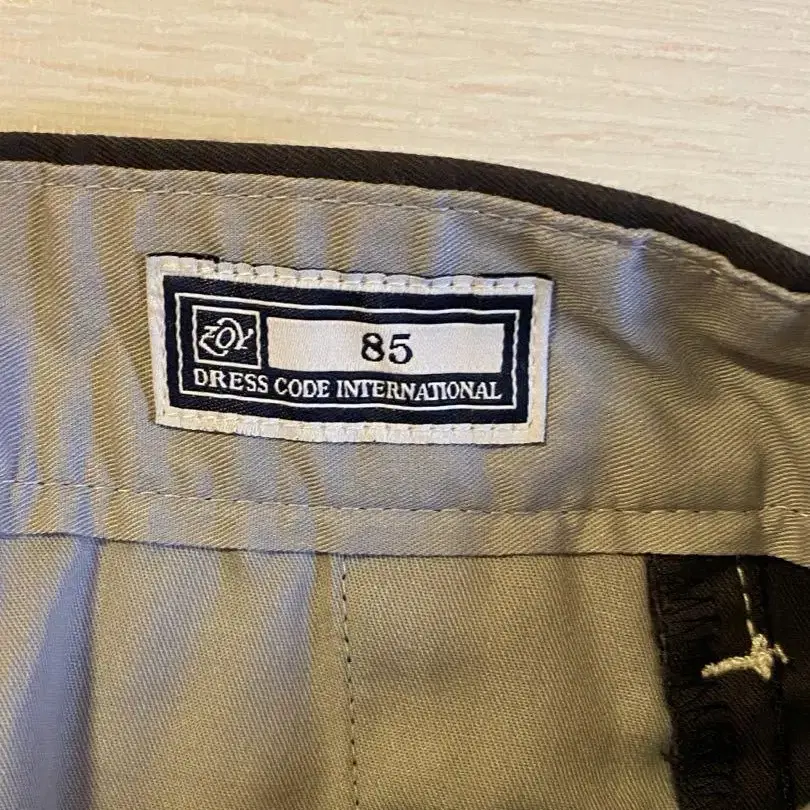 ZOY
85
DRESS CODE INTERNATIONAL